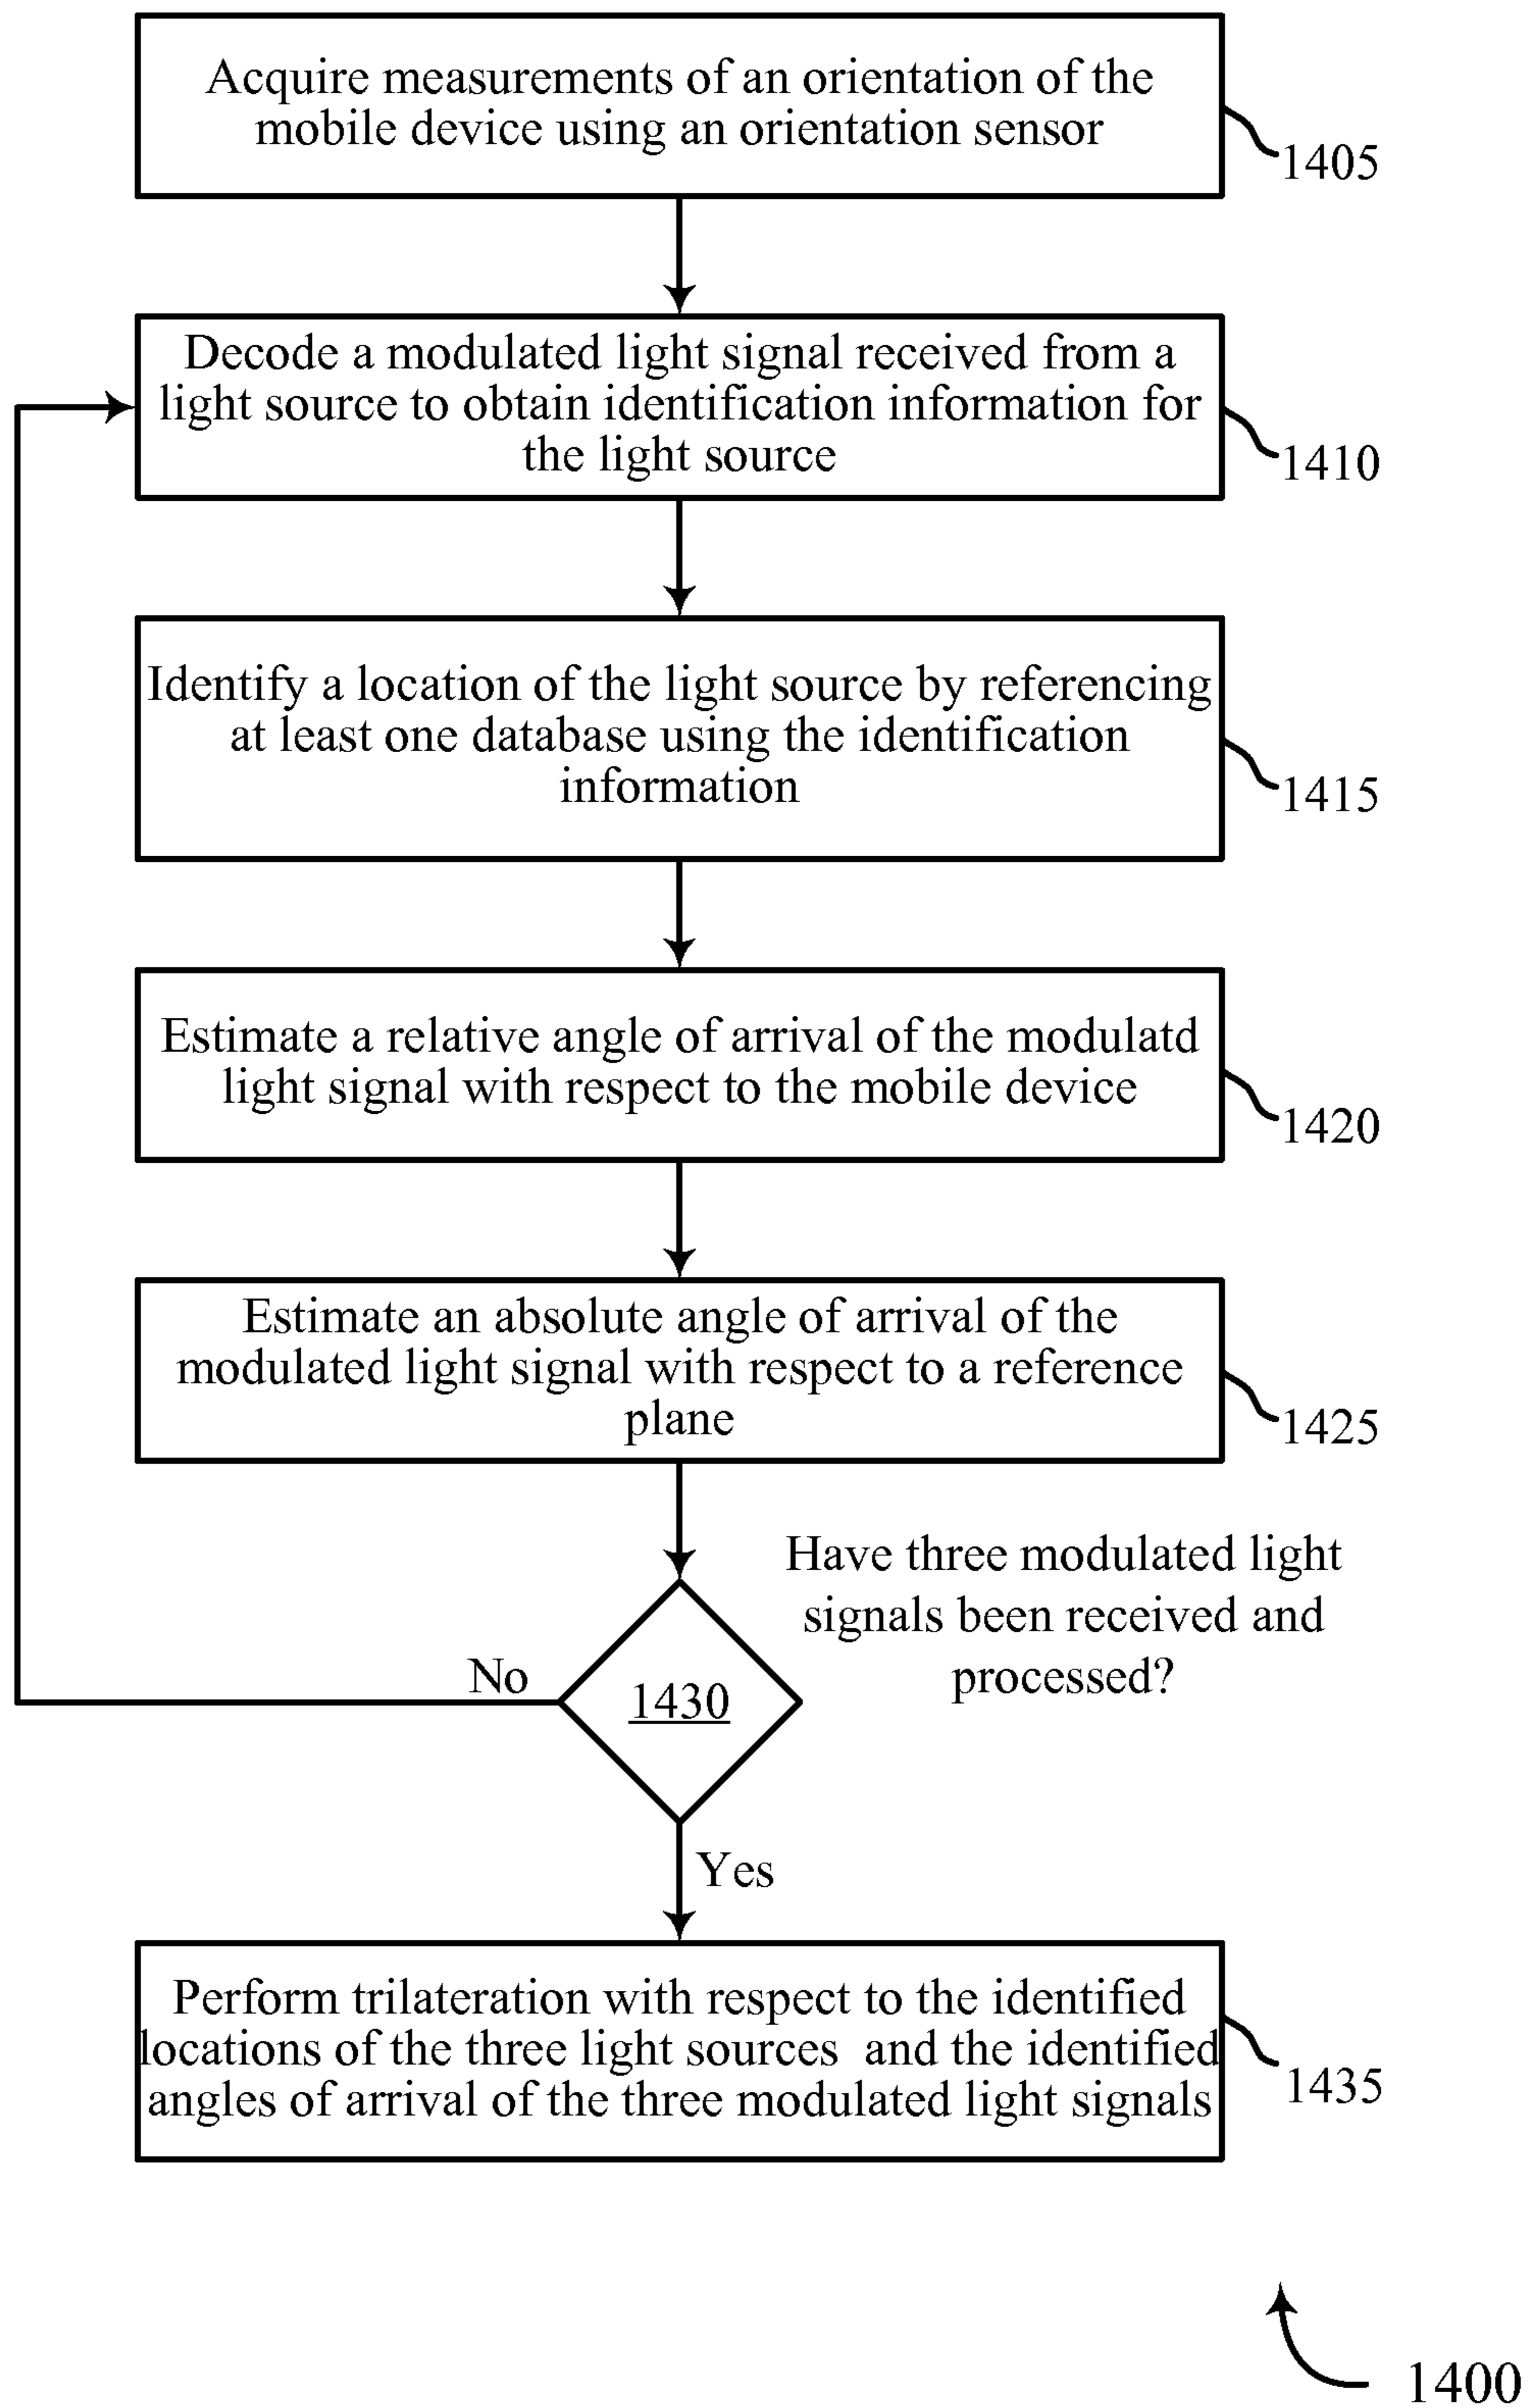 Acquire measurements of an orientation of the
mobile device using an orientation sensor
1405
Decode a modulated light signal received from a
light source to obtain identification information for
the light source
1410
Identify a location of the light source by referencing
at least one database using the identification
information
1415
Estimate a relative angle of arrival of the modulatd
light signal with respect to the mobile device
1420
Estimate an absolute angle of arrival of the
modulated light signal with respect to a reference
plane
1425
Have three modulated light
signals been received and
processed?
No
1430
Yes
Perform trilateration with respect to the identified
locations of the three light sources and the identified
angles of arrival of the three modulated light signals
1435
1400